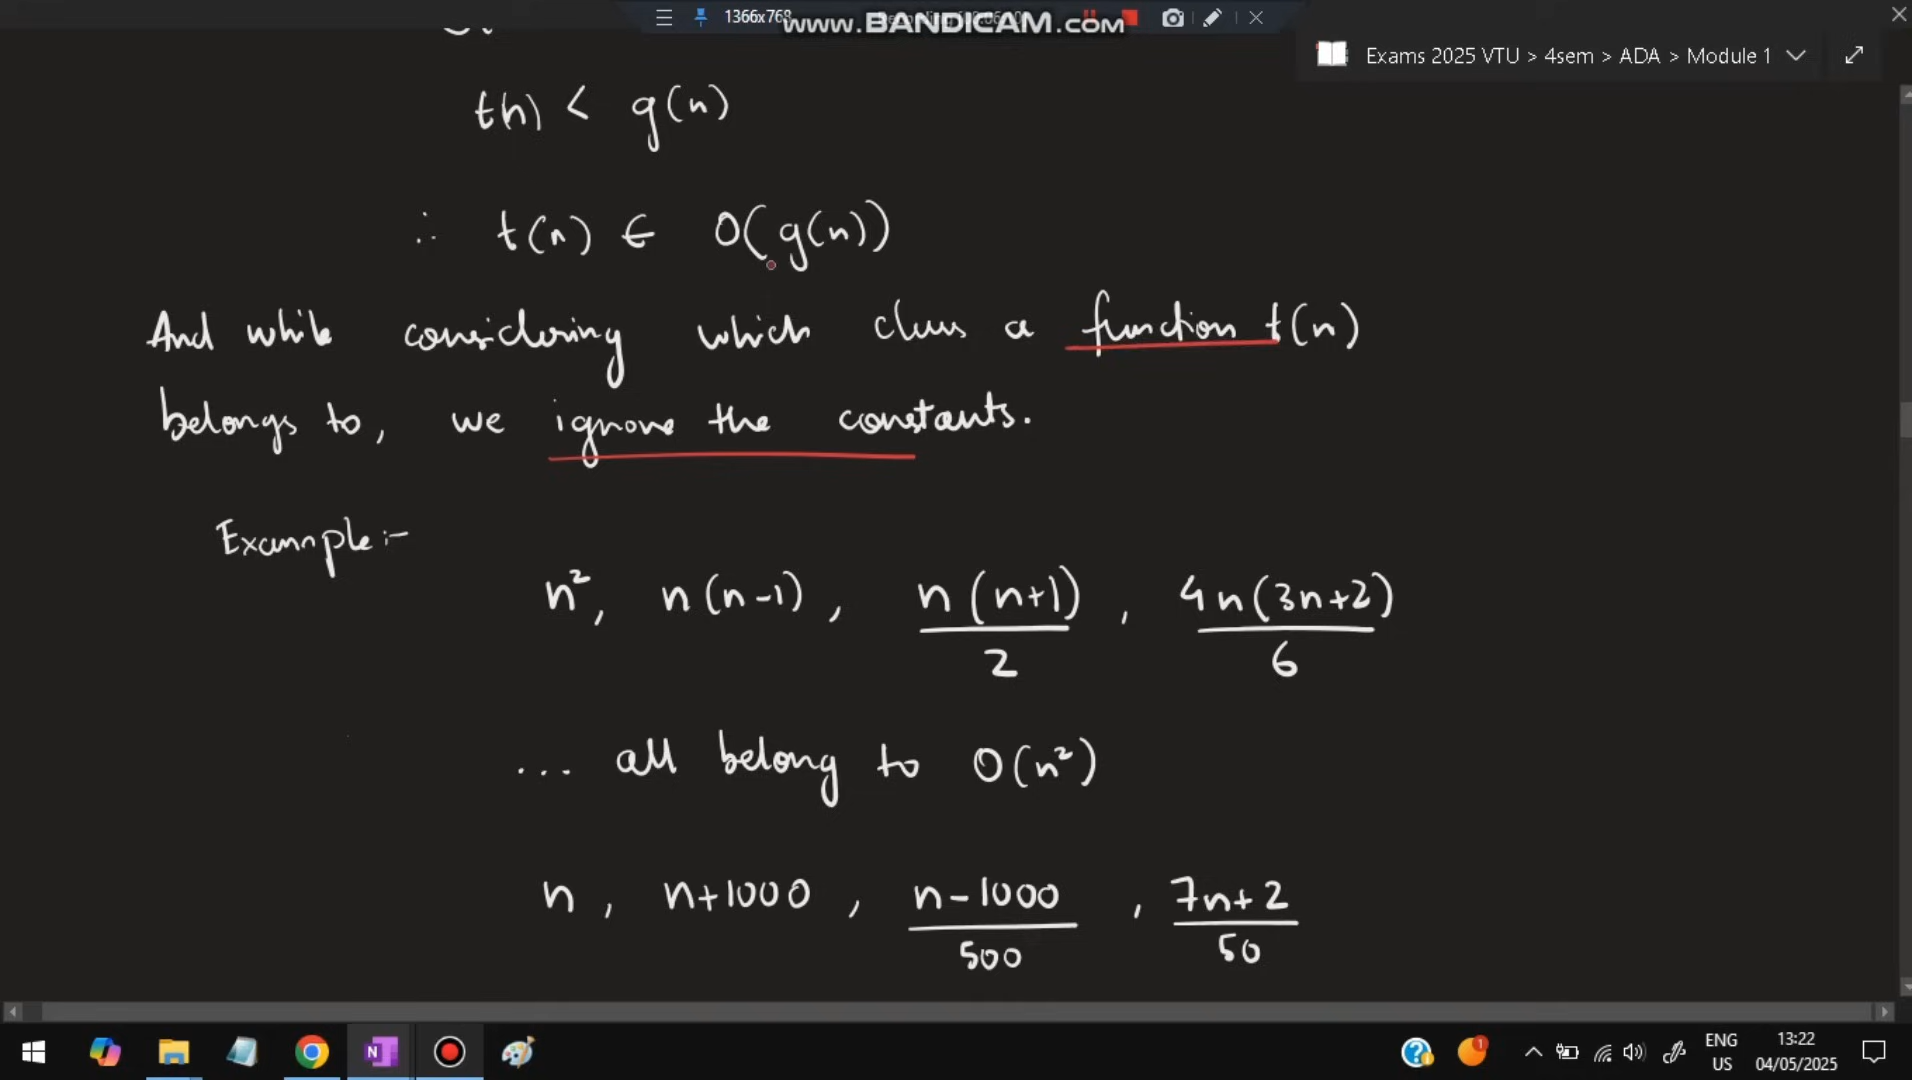 1366x768
www.BANDICAM.com
Exams 2025 VTU > 4sem > ADA > Module 1
t(n) < g(n)
∴ t(n) ∈ O(g(n))
And while considering which class a function t(n)
belongs to, we ignore the constants.
Example:-
n², n(n-1), n(n+1)/2, 4n(3n+2)/6
... all belong to O(n²)
n, n+1000, n-1000/500, 7n+2/50
N
1
ENG
US
13:22
04/05/2025